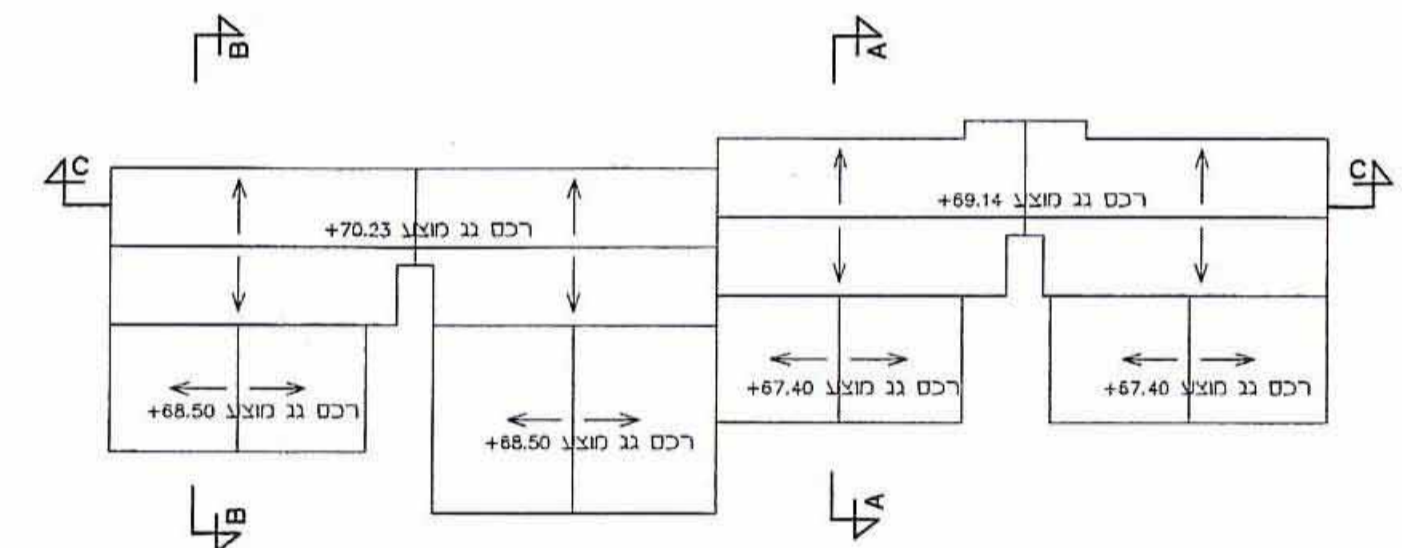 B
A
C
C
רכס גג מוצע +69.14
רכס גג מוצע +70.23
רכס גג מוצע +67.40
רכס גג מוצע +67.40
רכס גג מוצע +68.50
רכס גג מוצע +68.50
B
A